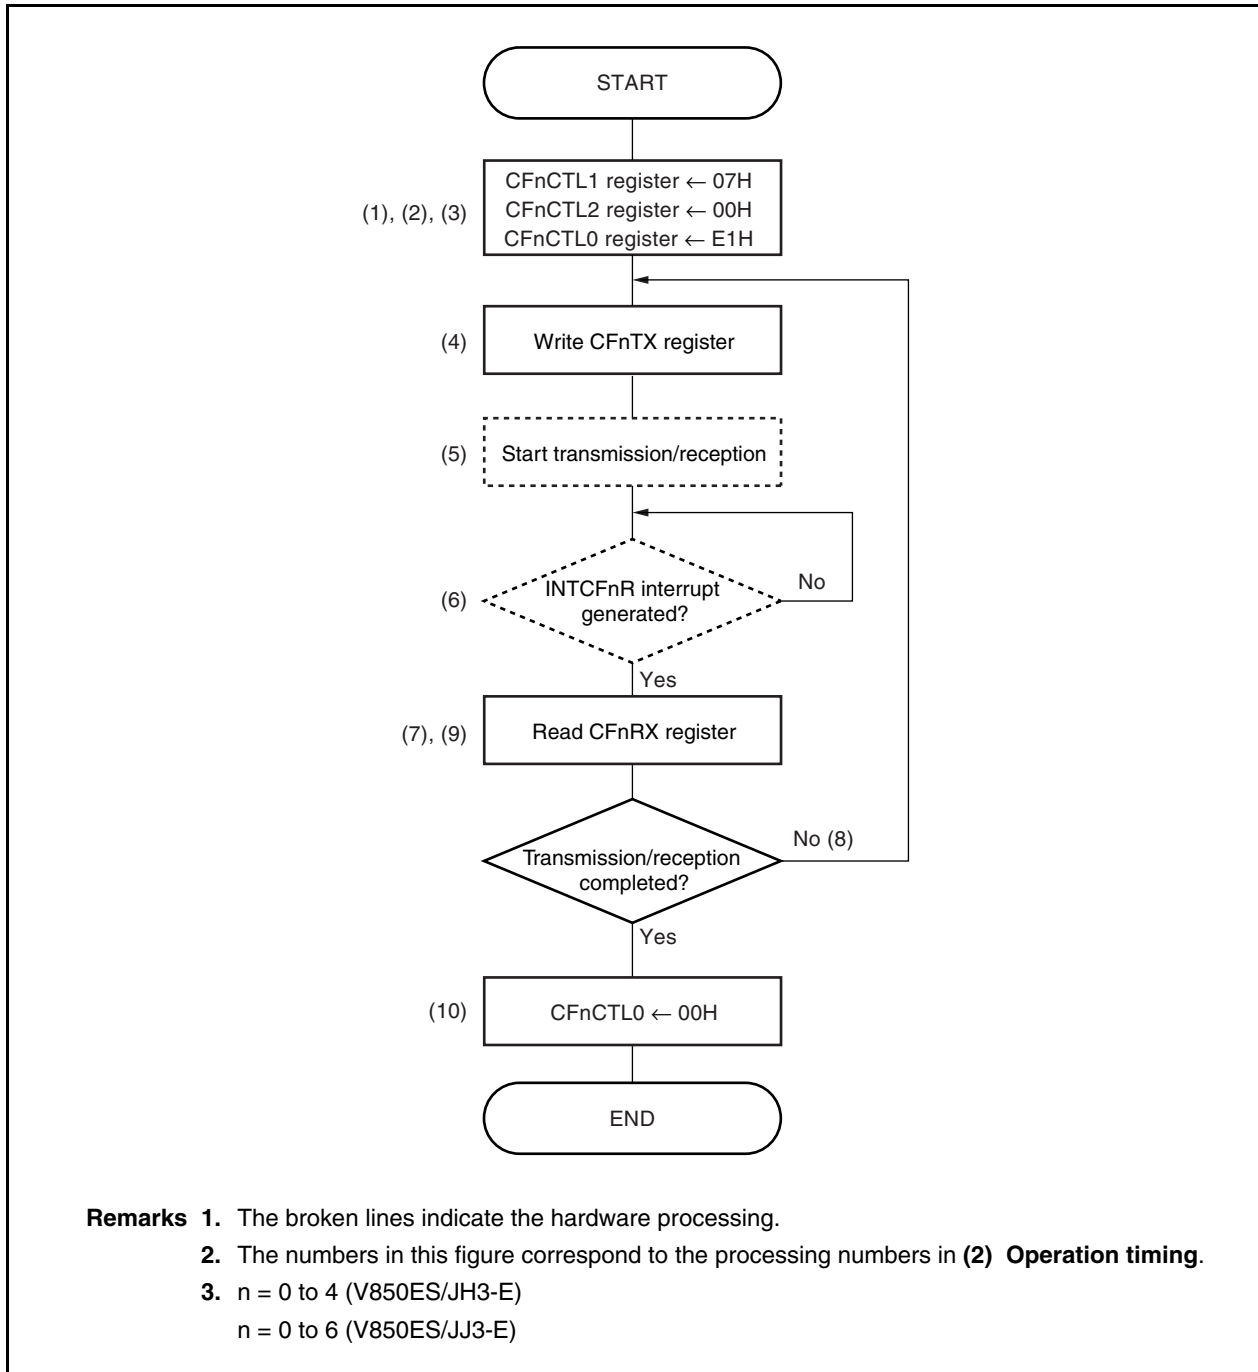 START
CFnCTL1 register ← 07H
(1), (2), (3)
CFnCTL2 register ← 00H
CFnCTL0 register ← E1H
(4)
Write CFnTX register
(5)
Start transmission/reception
INTCFnR interrupt
No
(6)
generated?
Yes
(7), (9)
Read CFnRX register
No (8)
Transmission/reception
completed?
Yes
(10)
CFnCTL0 ← 00H
END
Remarks 1. The broken lines indicate the hardware processing.
2. The numbers in this figure correspond to the processing numbers in (2) Operation timing.
3. n = 0 to 4 (V850ES/JH3-E)
n = 0 to 6 (V850ES/JJ3-E)